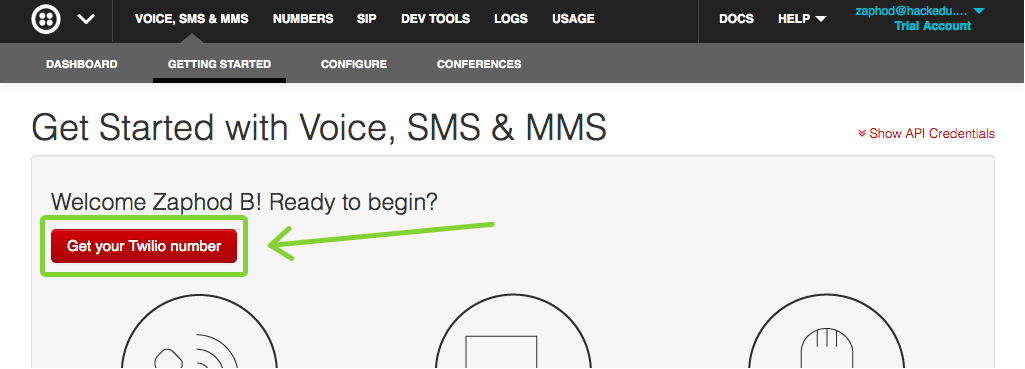 VOICE, SMS & MMS NUMBERS SIP DEV TOOLS LOGS USAGE DOCS HELP zaphod@hackedu....
Trial Account
DASHBOARD GETTING STARTED CONFIGURE CONFERENCES
Get Started with Voice, SMS & MMS
Show API Credentials
Welcome Zaphod B! Ready to begin?
Get your Twilio number